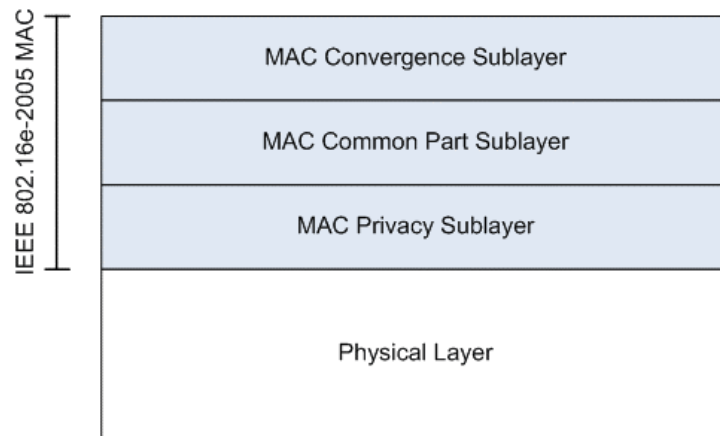 IEEE 802.16e-2005 MAC
MAC Convergence Sublayer
MAC Common Part Sublayer
MAC Privacy Sublayer
Physical Layer